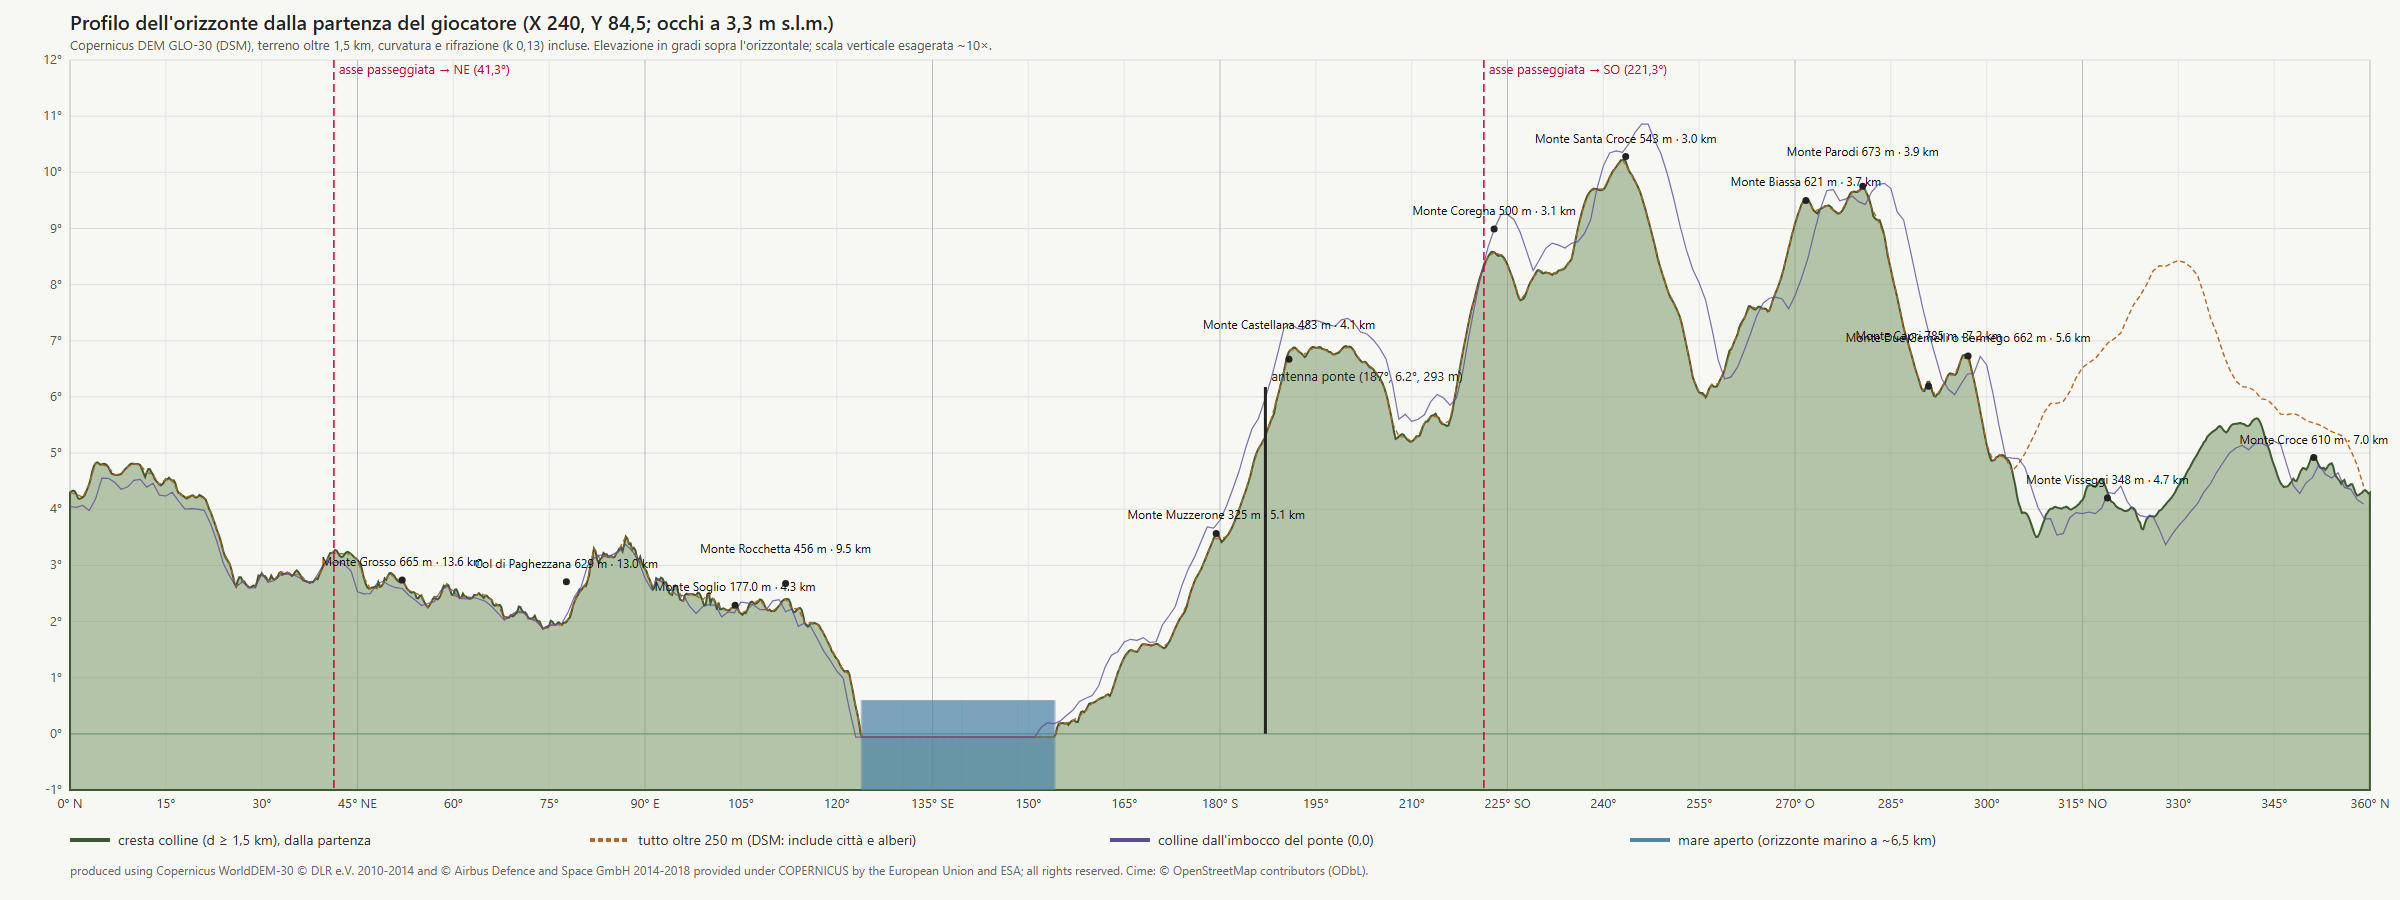 Profilo dell'orizzonte dalla partenza del giocatore (X 240, Y 84,5; occhi a 3,3 m s.l.m.)
Copernicus DEM GLO-30 (DSM), terreno oltre 1,5 km, curvatura e rifrazione (k 0,13) incluse. Elevazione in gradi sopra l'orizzontale; scala verticale esagerata ~10×.
12°
asse passeggiata → NE (41,3°)
asse passeggiata → SO (221,3°)
11°
Monte Santa Croce 543 m · 3.0 km
Monte Parodi 673 m · 3.9 km
10°
Monte Biassa 621 m · 3.7 km
Monte Coregna 500 m · 3.1 km
9°
8°
Monte Castellana 483 m · 4.1 km
7°
Monte Capri 785 m · 7.2 km
Monte Due Gemelli o Bermego 662 m · 5.6 km
antenna ponte (187°, 6.2°, 293 m)
6°
5°
Monte Croce 610 m · 7.0 km
Monte Visseggi 348 m · 4.7 km
4°
Monte Muzzerone 325 m · 5.1 km
Monte Rocchetta 456 m · 9.5 km
3°
Monte Grosso 665 m · 13.6 km
Col di Paghezzana 629 m · 13.0 km
Monte Soglio 177.0 m · 4.3 km
2°
1°
0°
-1°
0° N
15°
30°
45° NE
60°
75°
90° E
105°
120°
135° SE
150°
165°
180° S
195°
210°
225° SO
240°
255°
270° O
285°
300°
315° NO
330°
345°
360° N
cresta colline (d ≥ 1,5 km), dalla partenza
tutto oltre 250 m (DSM: include città e alberi)
colline dall'imbocco del ponte (0,0)
mare aperto (orizzonte marino a ~6,5 km)
produced using Copernicus WorldDEM-30 © DLR e.V. 2010-2014 and © Airbus Defence and Space GmbH 2014-2018 provided under COPERNICUS by the European Union and ESA; all rights reserved. Cime: © OpenStreetMap contributors (ODbL).